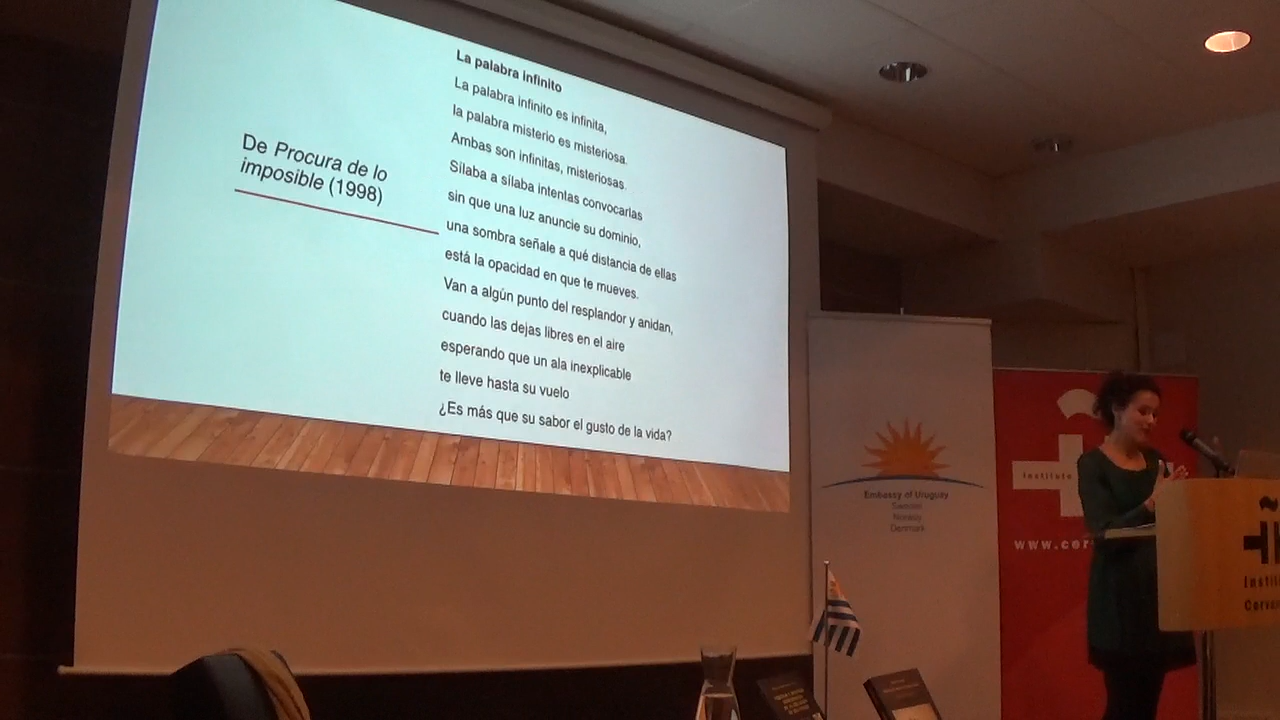 De Procura de lo
imposible (1998)
La palabra infinito
La palabra infinito es infinita,
la palabra misterio es misteriosa.
Ambas son infinitas, misteriosas.
Sílaba a sílaba intentas convocarlas
sin que una luz anuncie su dominio,
una sombra señale a qué distancia de ellas
está la opacidad en que te mueves.
Van a algún punto del resplandor y anidan,
cuando las dejas libres en el aire
esperando que un ala inexplicable
te lleve hasta su vuelo
¿Es más que su sabor el gusto de la vida?
Embassy of Uruguay
Sweden
Norway
Denmark
Instituto
www.cer
Instit
Cerva